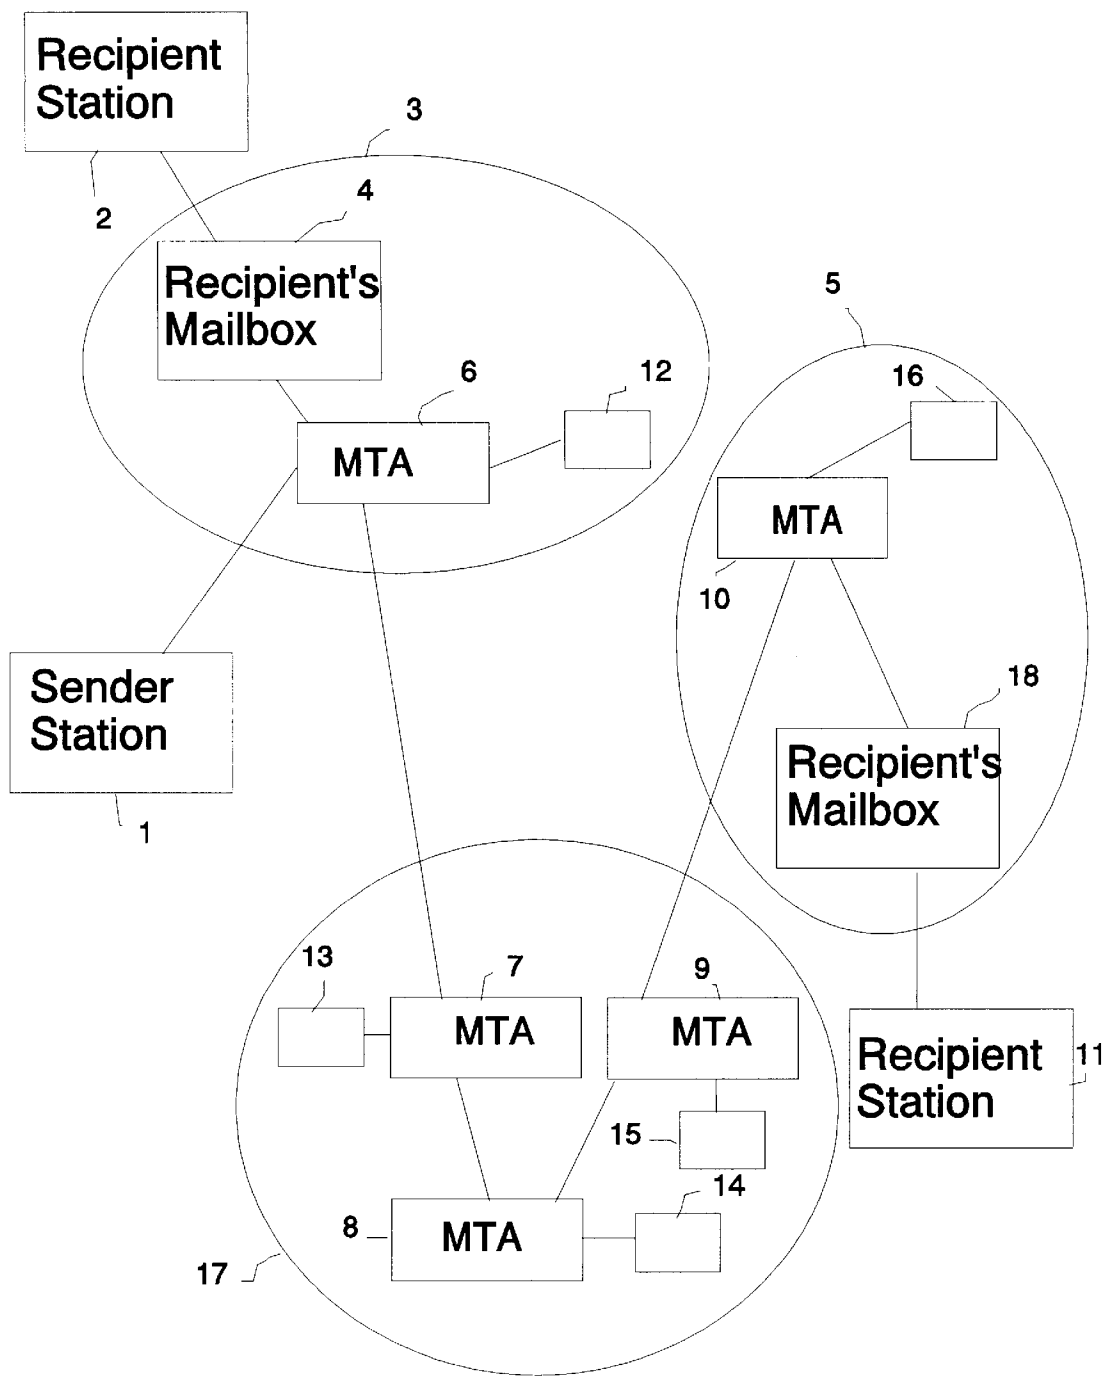 Recipient
Station
2
3
4
Recipient's
Mailbox
6
MTA
12
5
16
MTA
10
Sender
Station
1
18
Recipient's
Mailbox
13
7
MTA
9
MTA
Recipient
Station
11
15
14
8
MTA
17